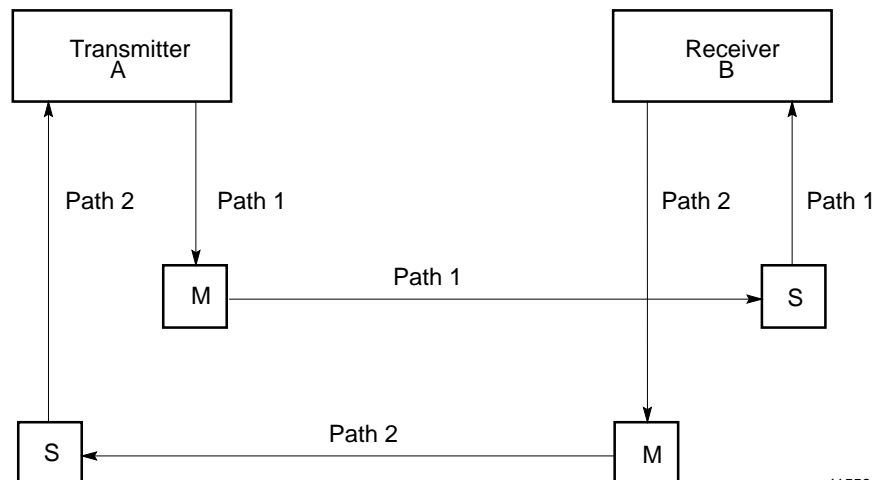 Transmitter
A
Receiver
B
Path 2
Path 1
Path 2
Path 1
M
Path 1
S
S
Path 2
M